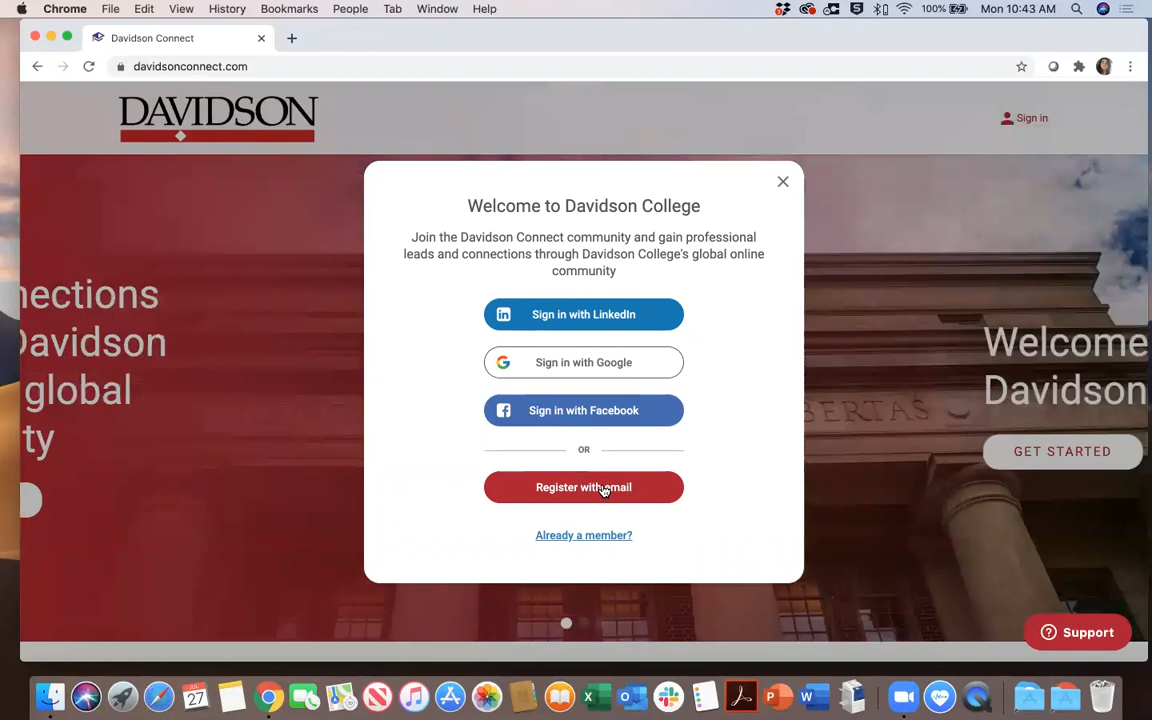 Chrome File Edit View History Bookmarks People Tab Window Help 100% Mon 10:43 AM
Davidson Connect
davidsonconnect.com
DAVIDSON
Sign in
Welcome to Davidson College
Join the Davidson Connect community and gain professional
leads and connections through Davidson College's global online
community
Sign in with LinkedIn
Sign in with Google
Sign in with Facebook
OR
Register with email
Already a member?
nections
Davidson
global
ty
Welcome
Davidson
GET STARTED
Support
JUL
27